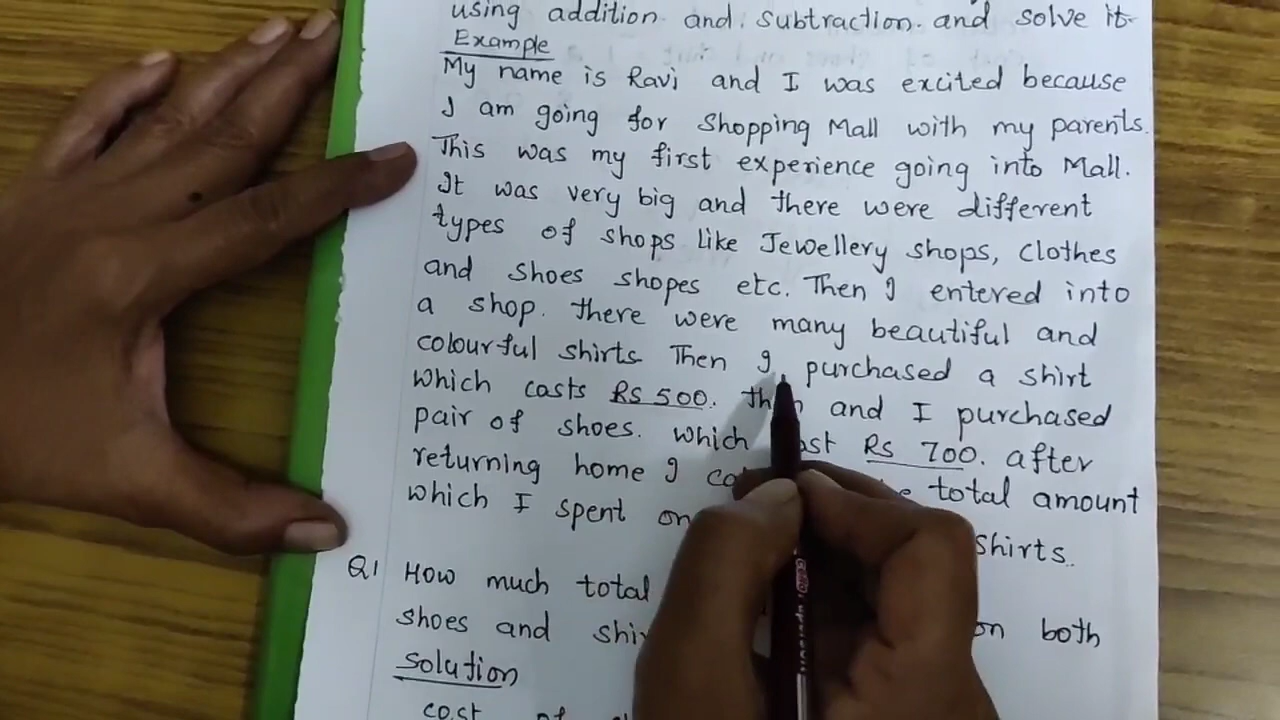 using addition and. subtraction. and solve it.
Example
My name is Ravi and I was excited because
I am going for Shopping Mall with my parents.
This was my first experience going into Mall.
It was very big and there were different
types of shops like Jewellery shops, clothes
and shoes shopes etc. Then I entered into
a shop. there were many beautiful and
colourful shirts Then I purchased a shirt
which costs Rs 500. and I purchased
pair of shoes. which Rs 700. after
returning home I total amount
which I spent on shirts.
Q1 How much total
shoes and on both
Solution
cost of